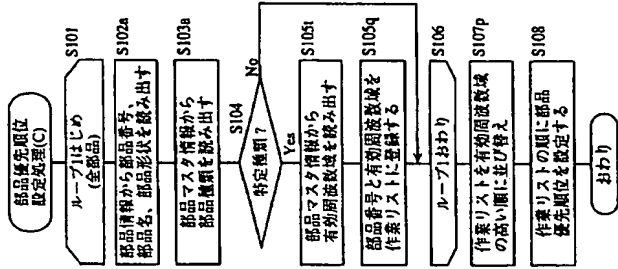 部品優先順位
設定処理(C)
S101
ループ1はじめ
(全部品)
S102a
部品情報から部品番号、
部品名、部品形状を読み出す
S103a
部品マスタ情報から
部品種類を読み出す
S104
特定種類?
No
Yes
S105t
部品マスタ情報から
有効周波数域を読み出す
S105q
部品番号と有効周波数域を
作業リストに登録する
S106
ループ1おわり
S107p
作業リストを有効周波数域
の高い順に並び替え
S108
作業リストの順に部品
優先順位を設定する
おわり